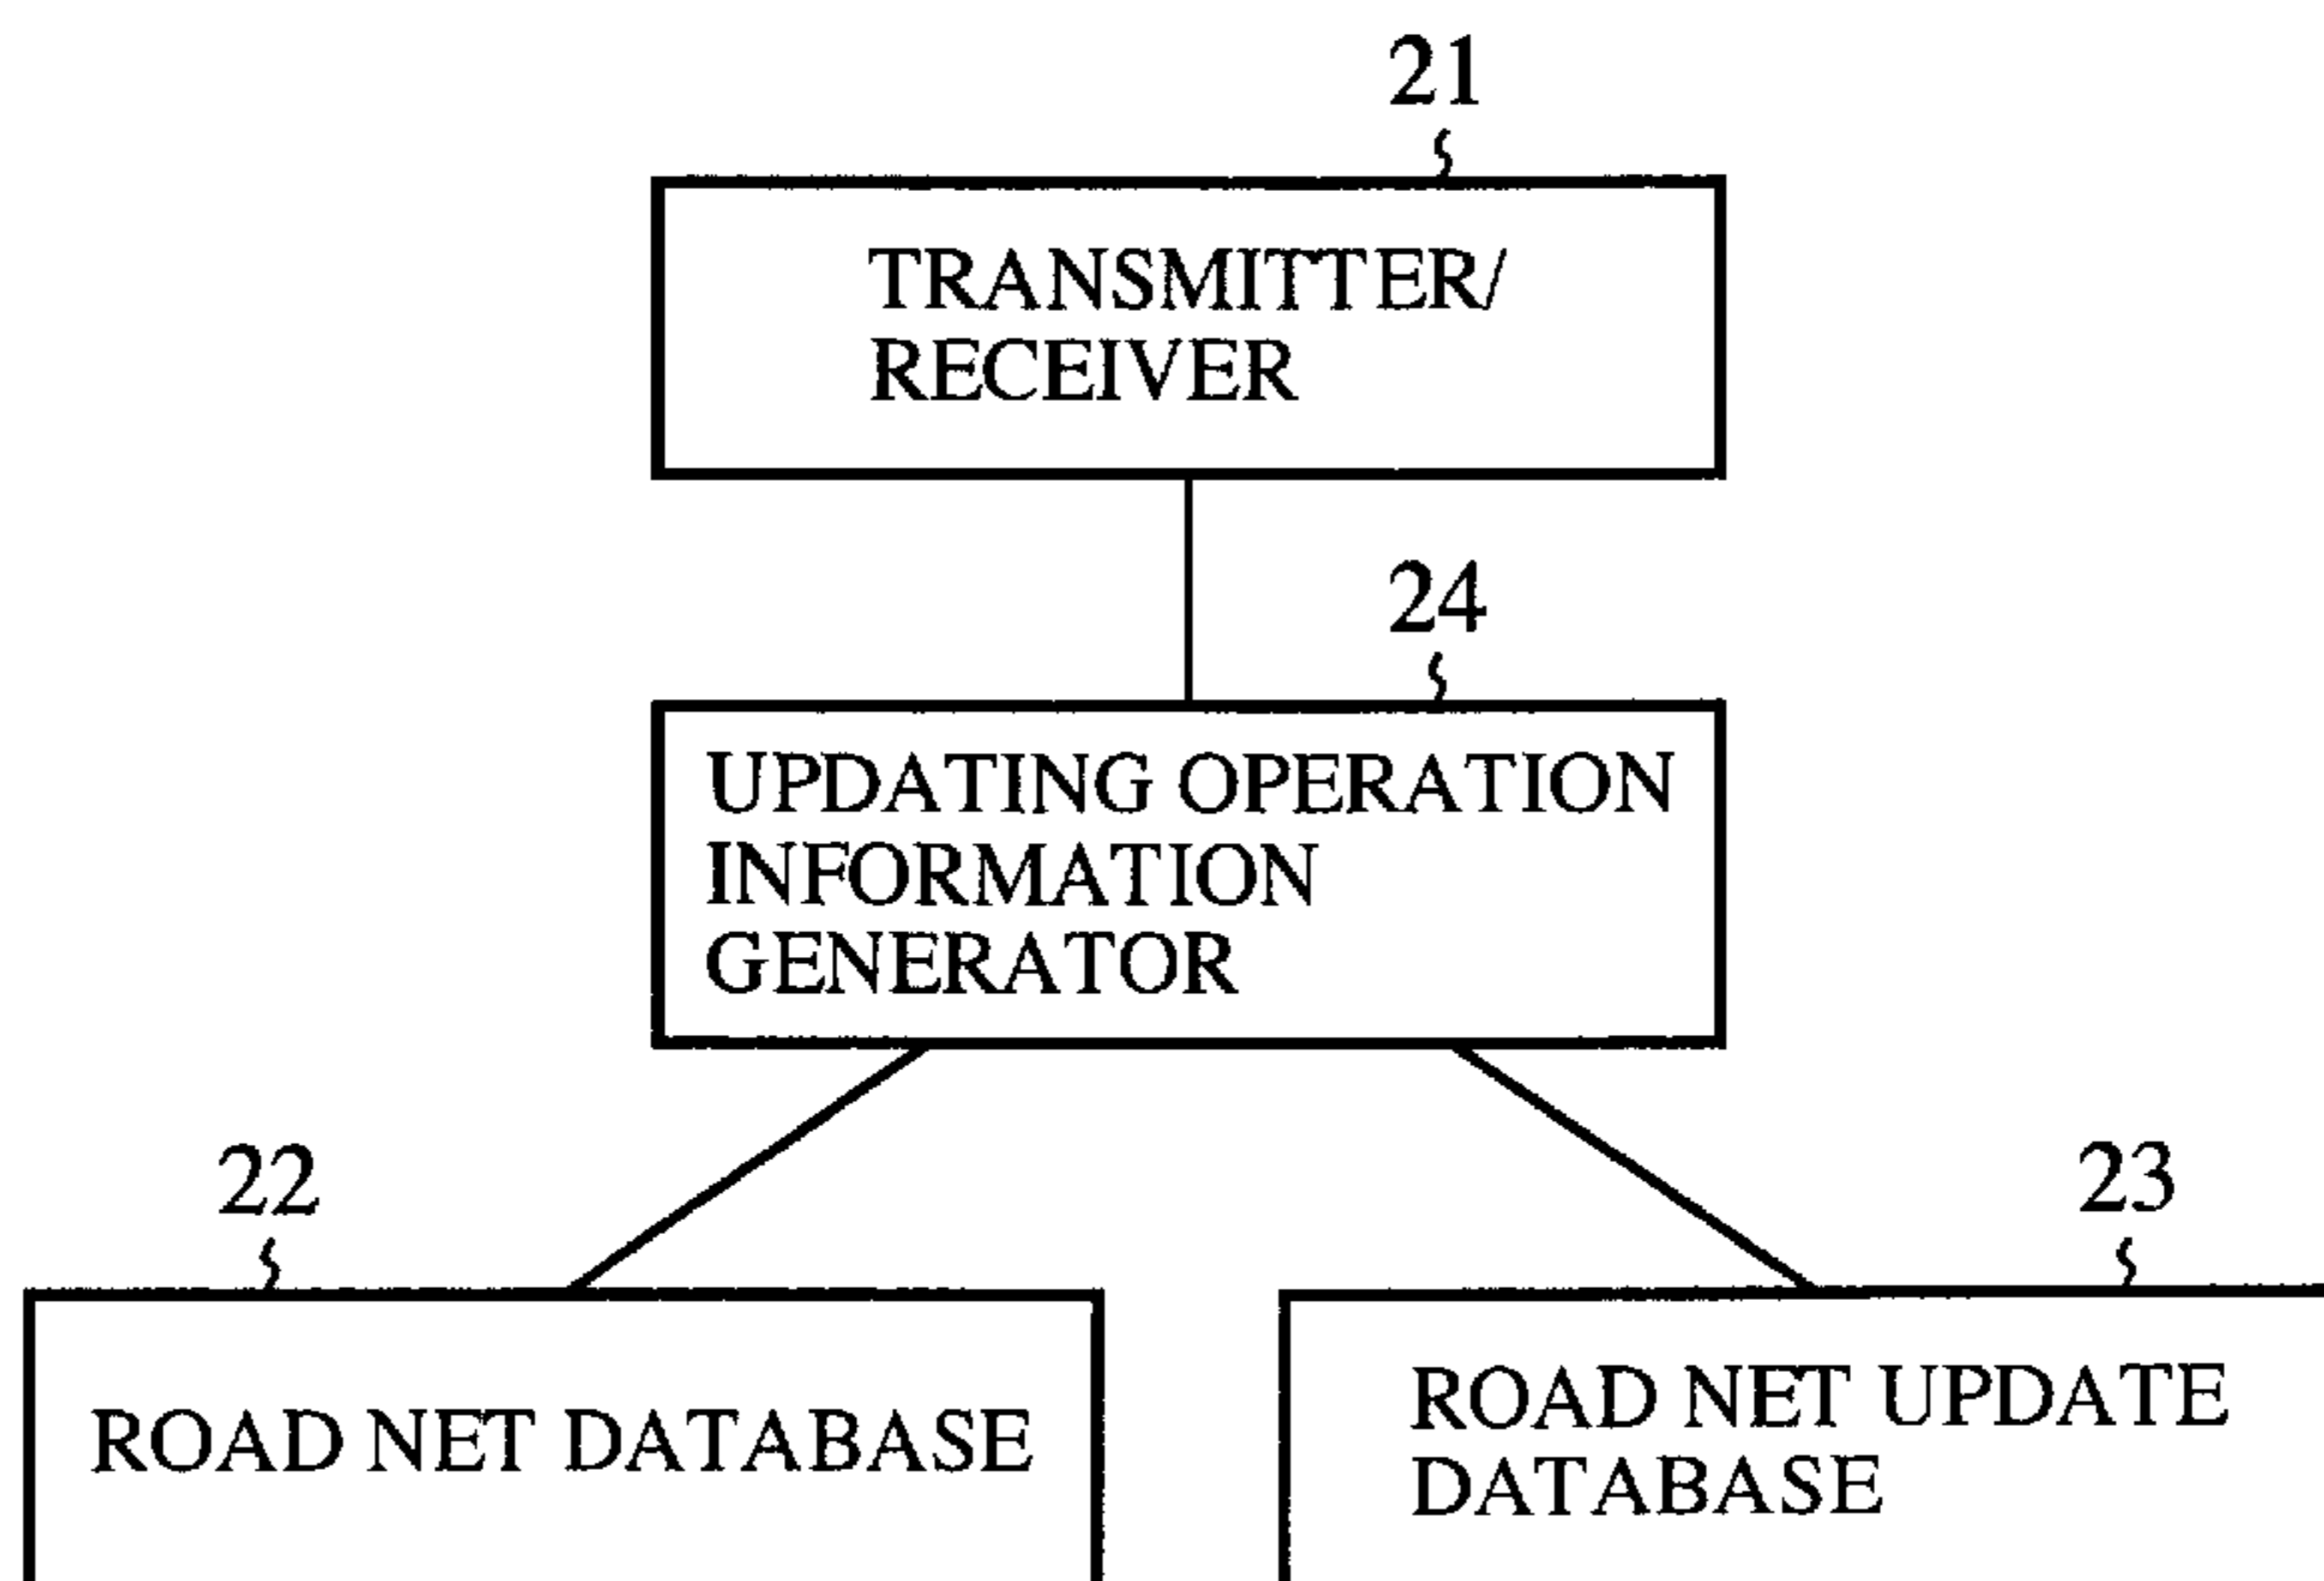 21
TRANSMITTER/
RECEIVER
24
UPDATING OPERATION
INFORMATION
GENERATOR
22
ROAD NET DATABASE
23
ROAD NET UPDATE
DATABASE